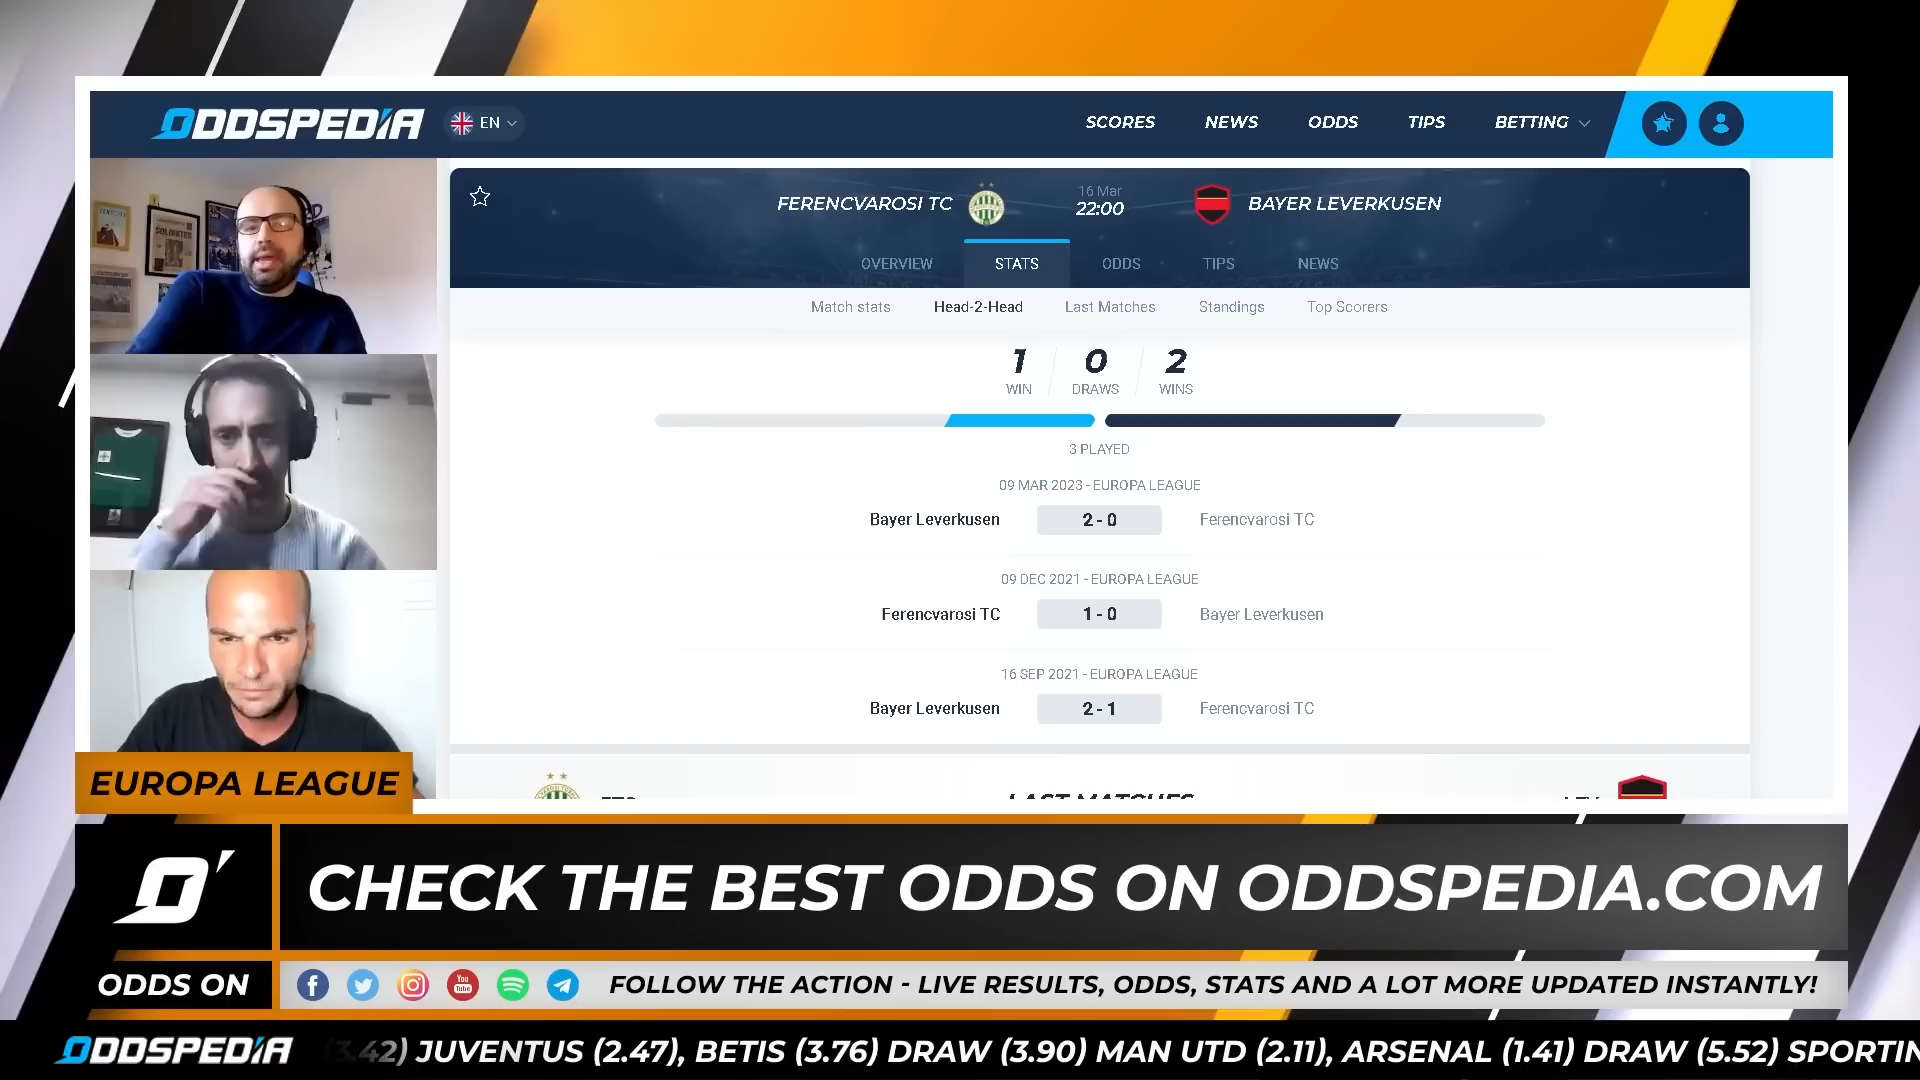 ODDSPEDIA
EN
SCORES
NEWS
ODDS
TIPS
BETTING
FERENCVAROSI TC
16 Mar
22:00
BAYER LEVERKUSEN
OVERVIEW
STATS
ODDS
TIPS
NEWS
Match stats
Head-2-Head
Last Matches
Standings
Top Scorers
1
0
2
WIN
DRAWS
WINS
3 PLAYED
09 MAR 2023 - EUROPA LEAGUE
Bayer Leverkusen 2 - 0 Ferencvarosi TC
09 DEC 2021 - EUROPA LEAGUE
Ferencvarosi TC 1 - 0 Bayer Leverkusen
16 SEP 2021 - EUROPA LEAGUE
Bayer Leverkusen 2 - 1 Ferencvarosi TC
LAST MATCHES
EUROPA LEAGUE
CHECK THE BEST ODDS ON ODDSPEDIA.COM
ODDS ON
FOLLOW THE ACTION - LIVE RESULTS, ODDS, STATS AND A LOT MORE UPDATED INSTANTLY!
ODDSPEDIA
3.42) JUVENTUS (2.47), BETIS (3.76) DRAW (3.90) MAN UTD (2.11), ARSENAL (1.41) DRAW (5.52) SPORTIN